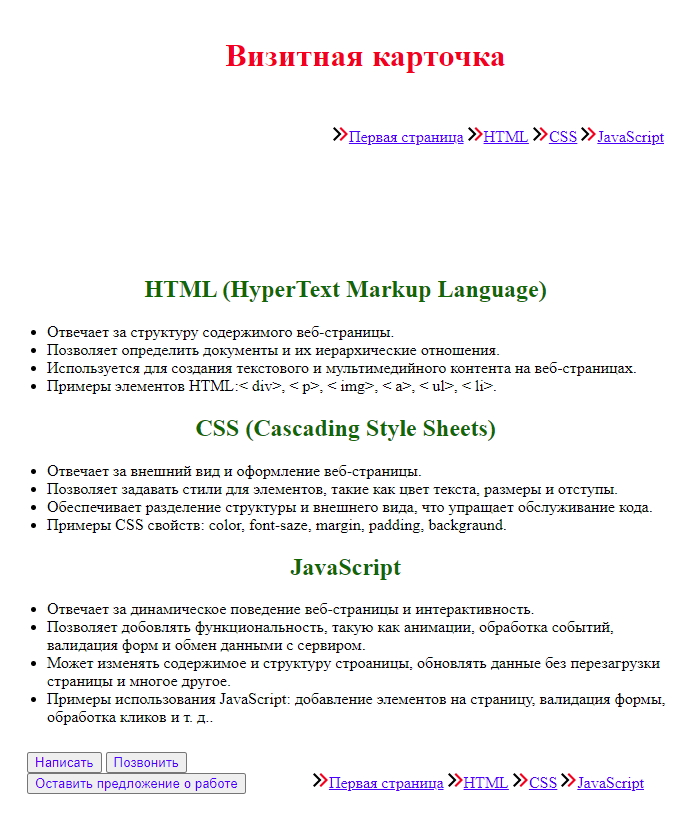 Визитная карточка
Первая страница HTML CSS JavaScript
HTML (HyperText Markup Language)
• Отвечает за структуру содержимого веб-страницы.
• Позволяет определить документы и их иерархические отношения.
• Используется для создания текстового и мультимедийного контента на веб-страницах.
• Примеры элементов HTML:< div>, < p>, < img>, < a>, < ul>, < li>.
CSS (Cascading Style Sheets)
• Отвечает за внешний вид и оформление веб-страницы.
• Позволяет задавать стили для элементов, такие как цвет текста, размеры и отступы.
• Обеспечивает разделение структуры и внешнего вида, что упращает обслуживание кода.
• Примеры CSS свойств: color, font-saze, margin, padding, backgraund.
JavaScript
• Отвечает за динамическое поведение веб-страницы и интерактивность.
• Позволяет добовлять функциональность, такую как анимации, обработка событий,
валидация форм и обмен данными с сервиром.
• Может изменять содержимое и структуру строаницы, обновлять данные без перезагрузки
страницы и многое другое.
• Примеры использования JavaScript: добавление элементов на страницу, валидация формы,
обработка кликов и т. д..
Написать Позвонить
Оставить предложение о работе Первая страница HTML CSS JavaScript